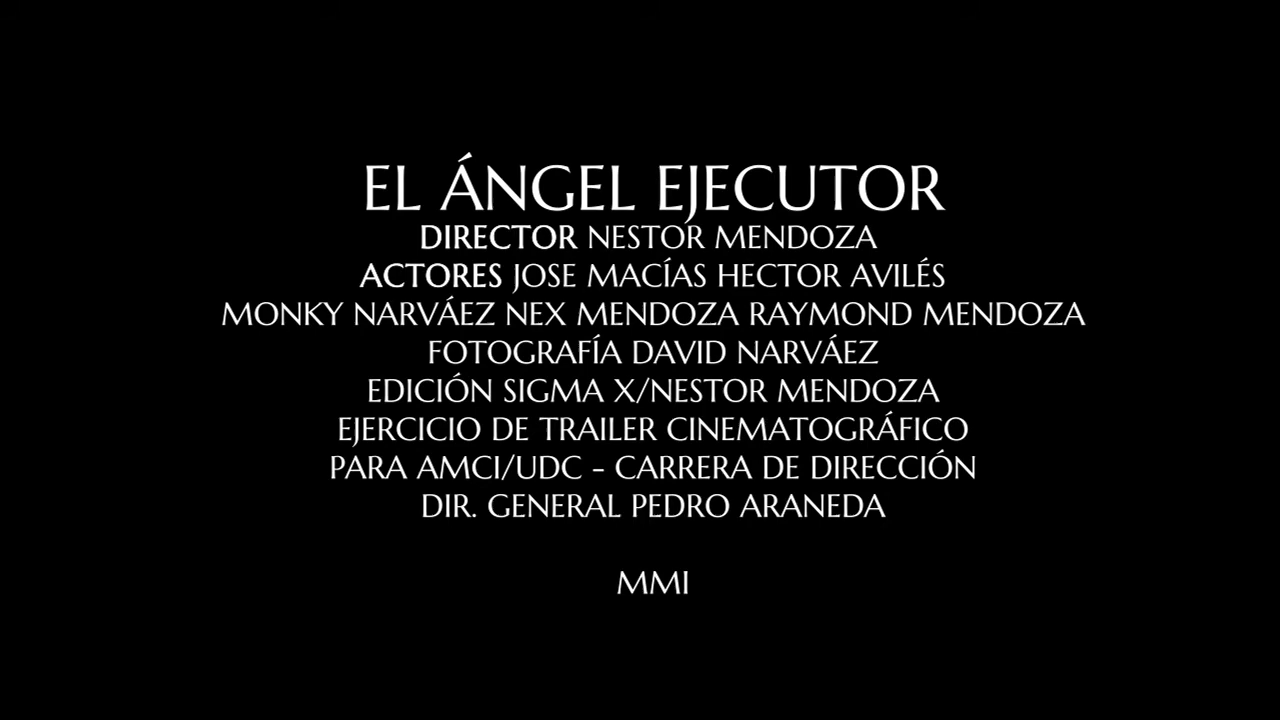 EL ÁNGEL EJECUTOR
DIRECTOR NESTOR MENDOZA
ACTORES JOSE MACÍAS HECTOR AVILÉS
MONKY NARVÁEZ NEX MENDOZA RAYMOND MENDOZA
FOTOGRAFÍA DAVID NARVÁEZ
EDICIÓN SIGMA X/NESTOR MENDOZA
EJERCICIO DE TRAILER CINEMATOGRÁFICO
PARA AMCI/UDC - CARRERA DE DIRECCIÓN
DIR. GENERAL PEDRO ARANEDA
MMI